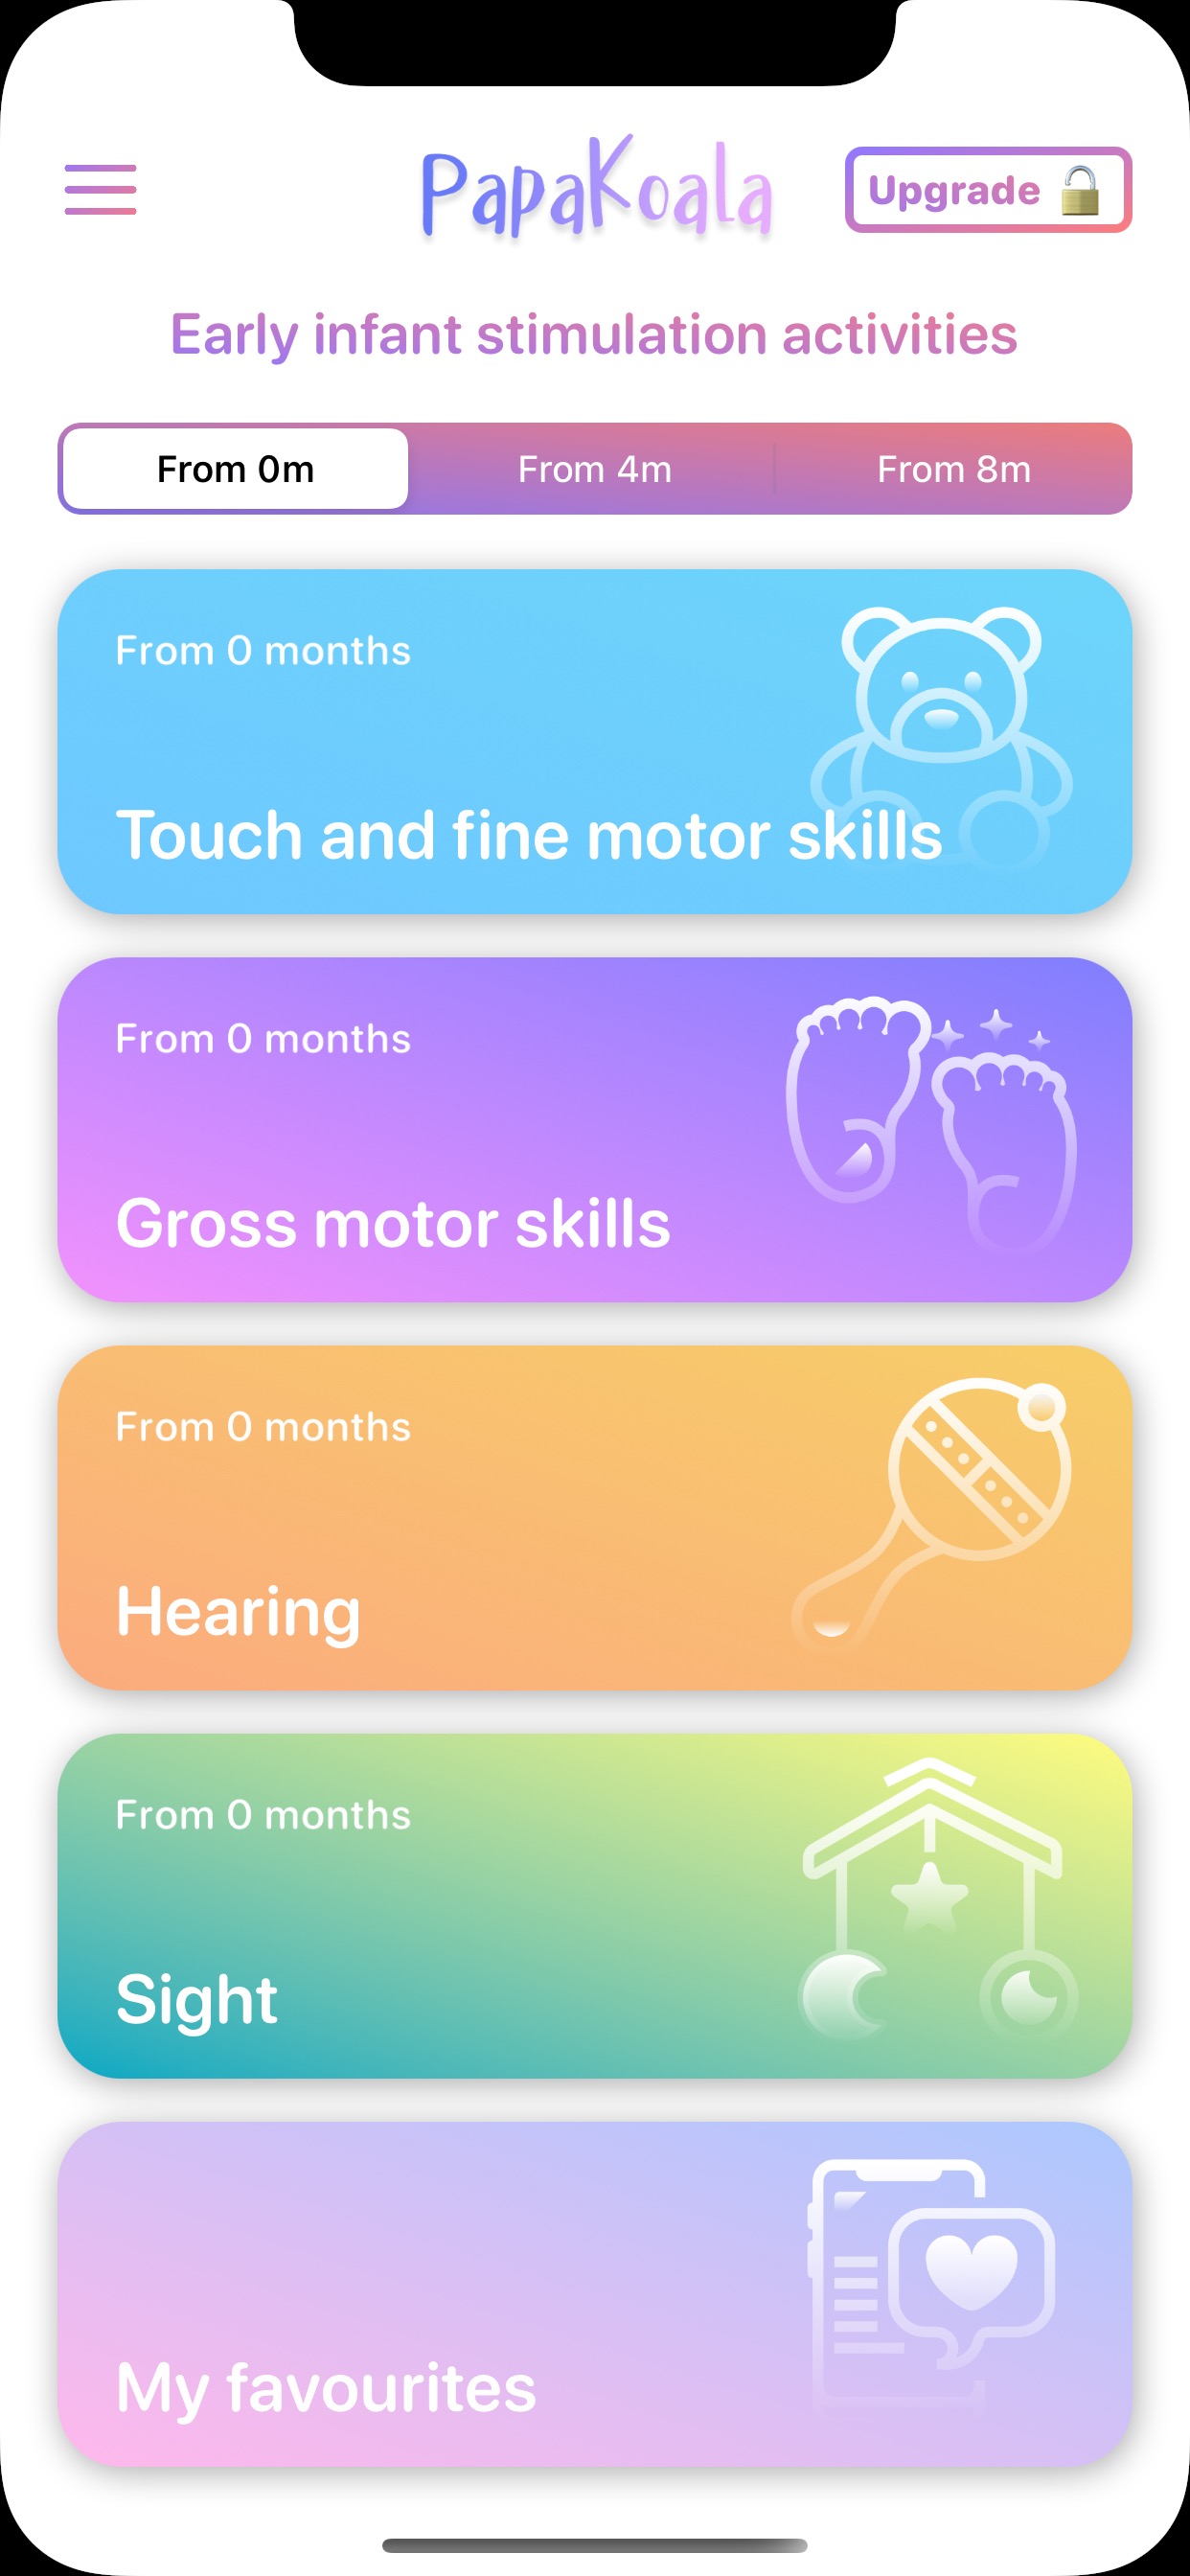 PapaKoala
Upgrade
Early infant stimulation activities
From 0m
From 4m
From 8m
From 0 months
Touch and fine motor skills
From 0 months
Gross motor skills
From 0 months
Hearing
From 0 months
Sight
My favourites